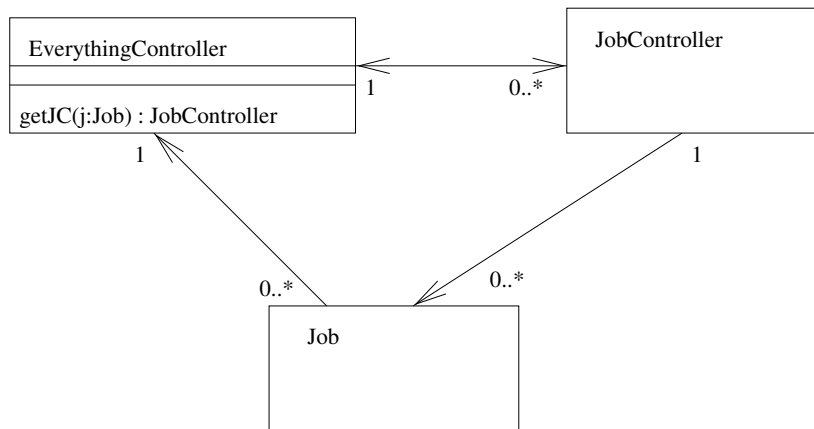 EverythingController
JobController
1
0..*
getJC(j:Job) : JobController
1
1
0..*
0..*
Job